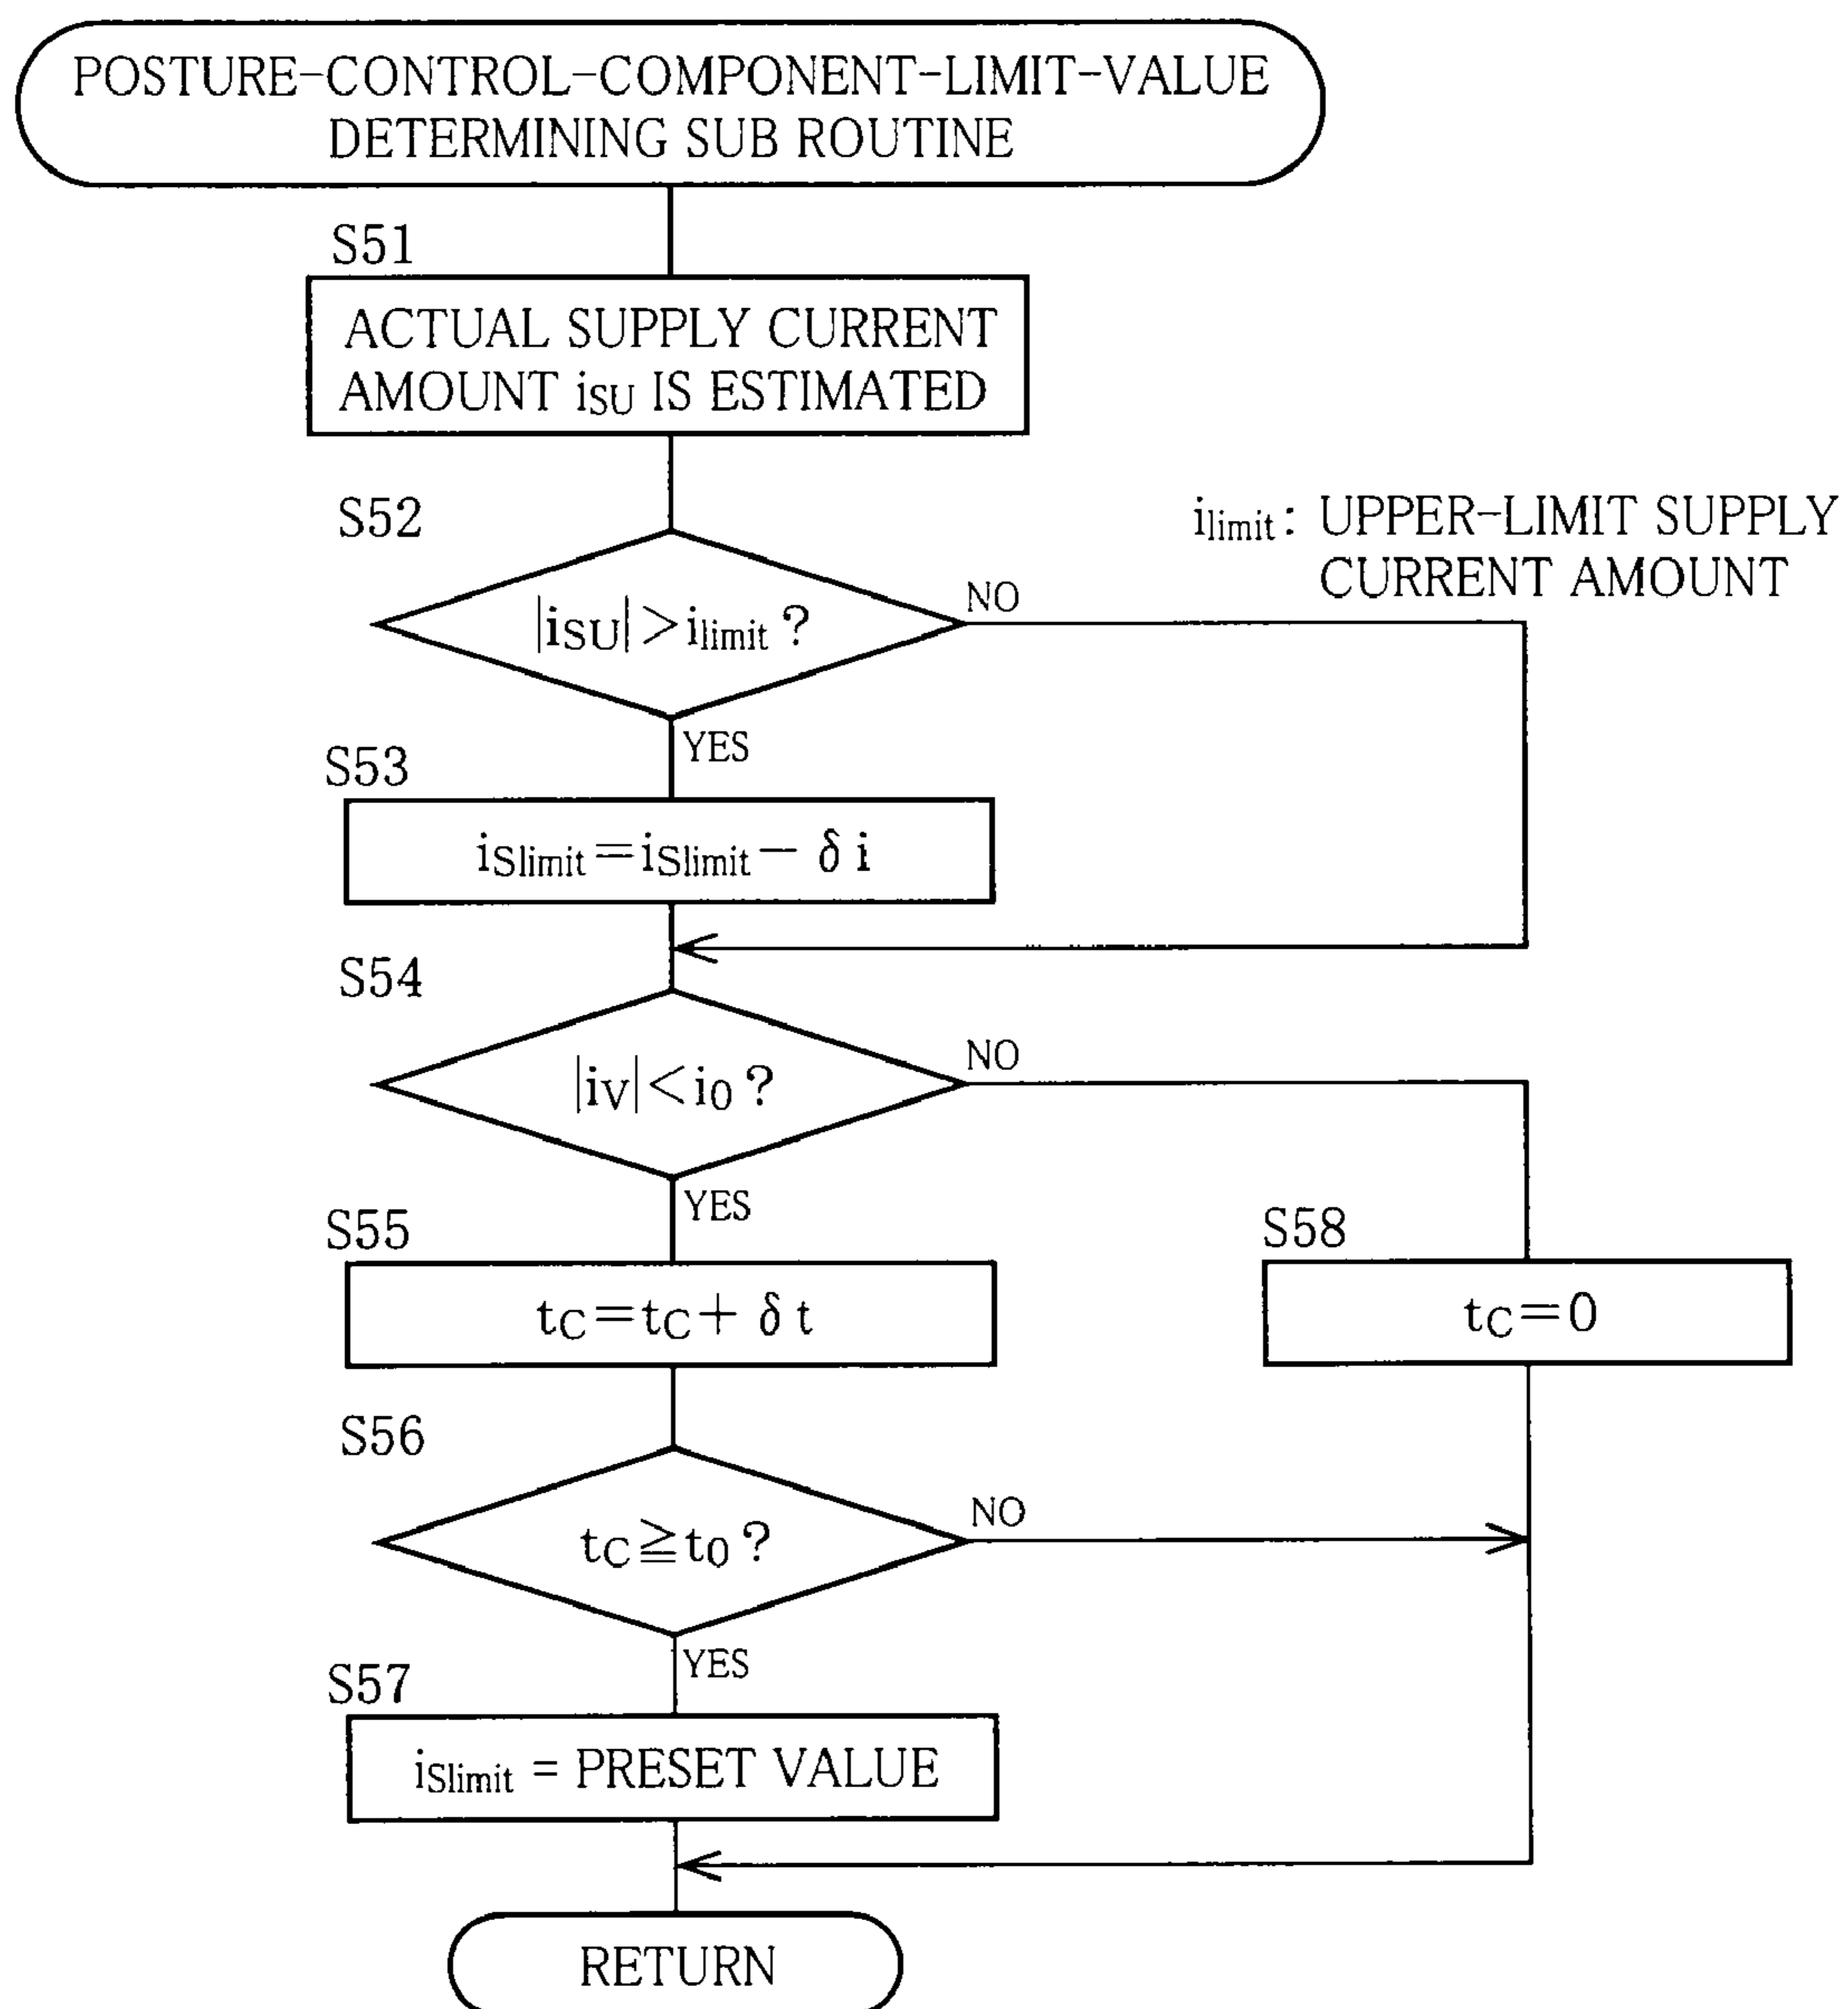 POSTURE-CONTROL-COMPONENT-LIMIT-VALUE
DETERMINING SUB ROUTINE
S51
ACTUAL SUPPLY CURRENT
AMOUNT iSU IS ESTIMATED
S52
ilimit: UPPER-LIMIT SUPPLY
CURRENT AMOUNT
|iSU|>ilimit?
NO
YES
S53
iSlimit=iSlimit− δi
S54
|iV|<i0?
NO
YES
S55
tC=tC+ δt
S58
tC=0
S56
tC≧t0?
NO
YES
S57
iSlimit = PRESET VALUE
RETURN